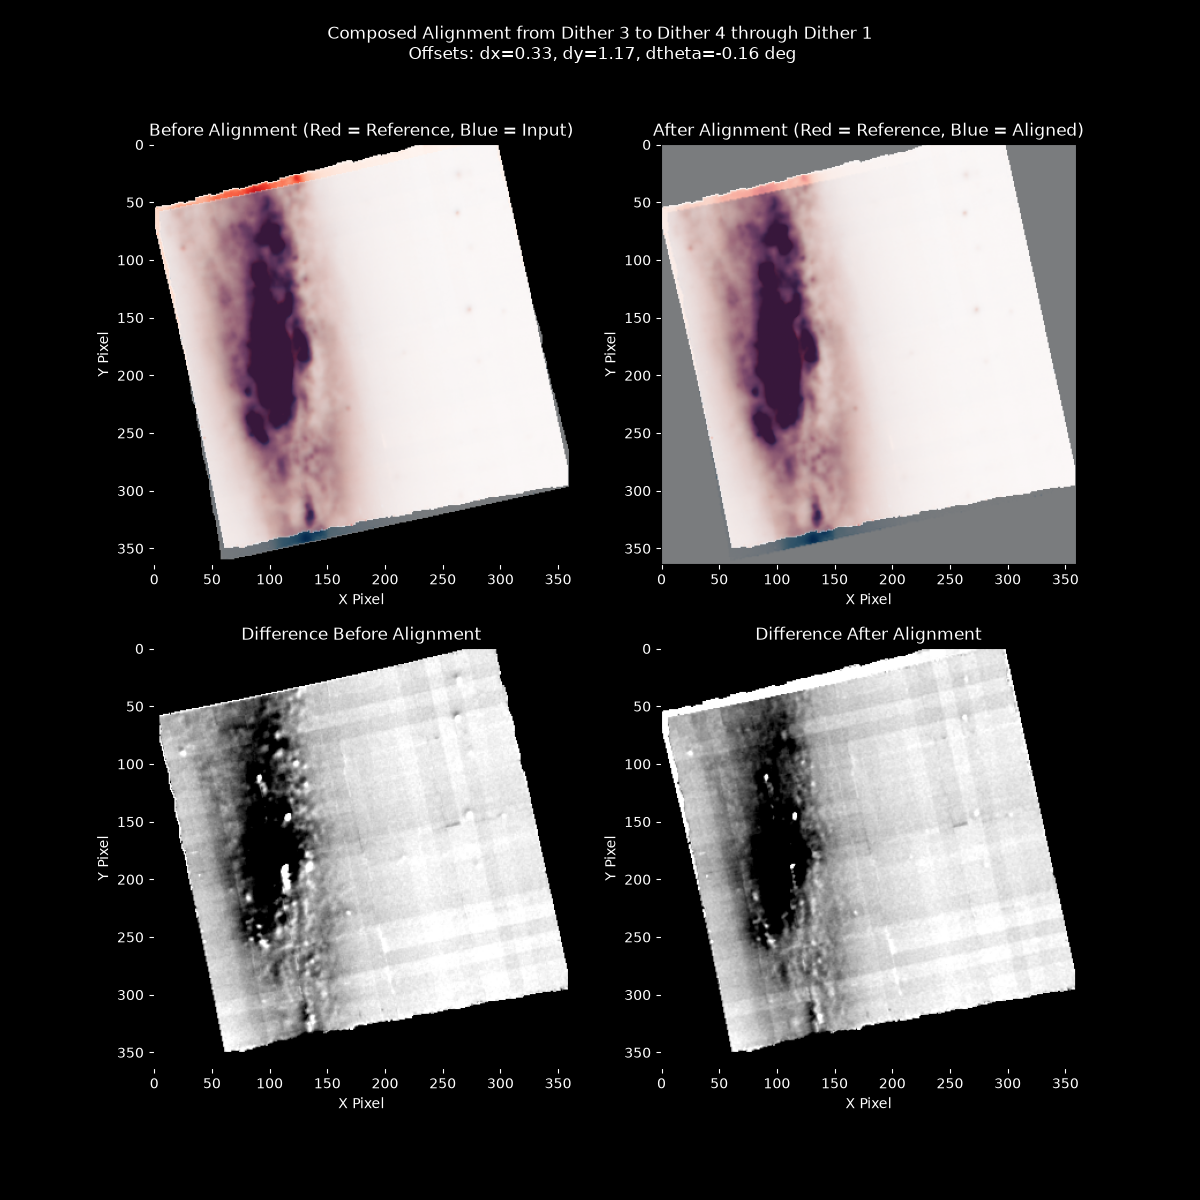 Composed Alignment from Dither 3 to Dither 4 through Dither 1
Offsets: dx=0.33, dy=1.17, dtheta=-0.16 deg
Before Alignment (Red = Reference, Blue = Input)
0
50
100
150
200
250
300
350
Y Pixel
0 50 100 150 200 250 300 350
X Pixel
After Alignment (Red = Reference, Blue = Aligned)
0
50
100
150
200
250
300
350
Y Pixel
0 50 100 150 200 250 300 350
X Pixel
Difference Before Alignment
0
50
100
150
200
250
300
350
Y Pixel
0 50 100 150 200 250 300 350
X Pixel
Difference After Alignment
0
50
100
150
200
250
300
350
Y Pixel
0 50 100 150 200 250 300 350
X Pixel